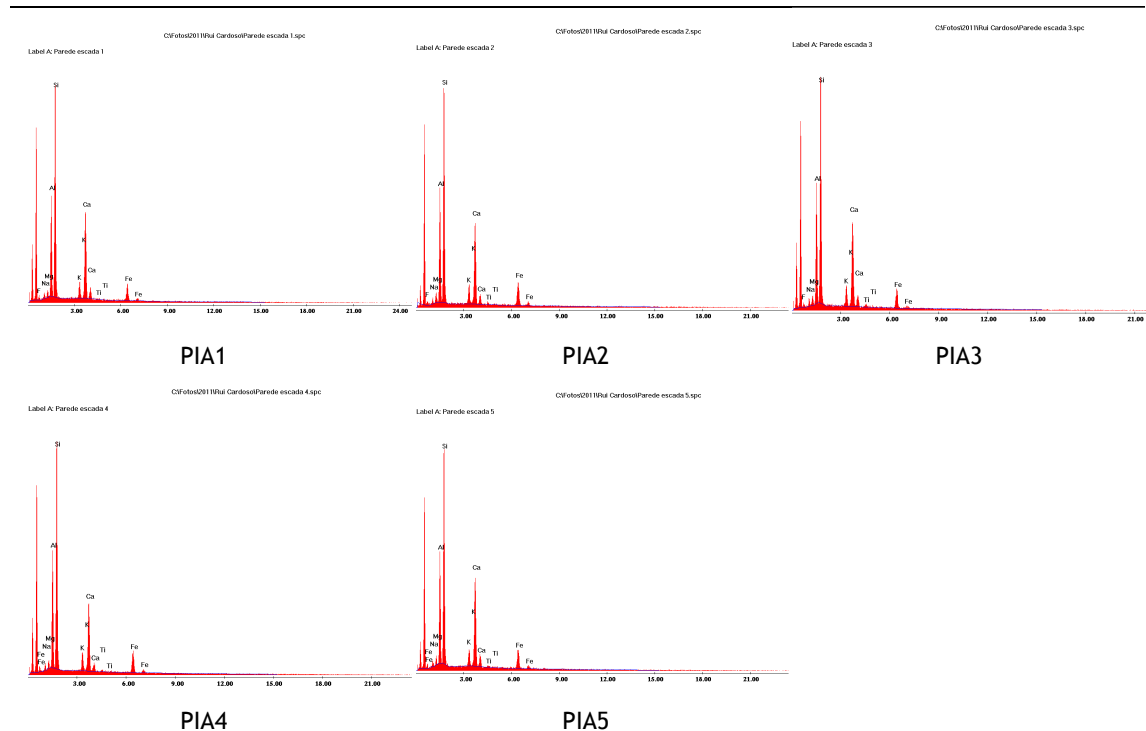 C:\Fotos\2011\Rui Cardoso\Parede escada 1.spc
Label A: Parede escada 1
Si
Al
Ca
K
Mg
Na
F
K
Ca
Ti
Ti
Fe
Fe
3.00 6.00 9.00 12.00 15.00 18.00 21.00 24.00
PIA1
C:\Fotos\2011\Rui Cardoso\Parede escada 2.spc
Label A: Parede escada 2
Si
Al
Ca
K
Mg
Na
F
K
Ca
Ti
Ti
Fe
Fe
3.00 6.00 9.00 12.00 15.00 18.00 21.00
PIA2
C:\Fotos\2011\Rui Cardoso\Parede escada 3.spc
Label A: Parede escada 3
Si
Al
Ca
K
Mg
Na
F
K
Ca
Ti
Ti
Fe
Fe
3.00 6.00 9.00 12.00 15.00 18.00 21.00
PIA3
C:\Fotos\2011\Rui Cardoso\Parede escada 4.spc
Label A: Parede escada 4
Si
Al
Ca
K
Mg
Na
Fe
Fe
K
Ca
Ti
Ti
Fe
Fe
3.00 6.00 9.00 12.00 15.00 18.00 21.00
PIA4
C:\Fotos\2011\Rui Cardoso\Parede escada 5.spc
Label A: Parede escada 5
Si
Al
Ca
K
Mg
Na
Fe
Fe
K
Ca
Ti
Ti
Fe
Fe
3.00 6.00 9.00 12.00 15.00 18.00 21.00
PIA5